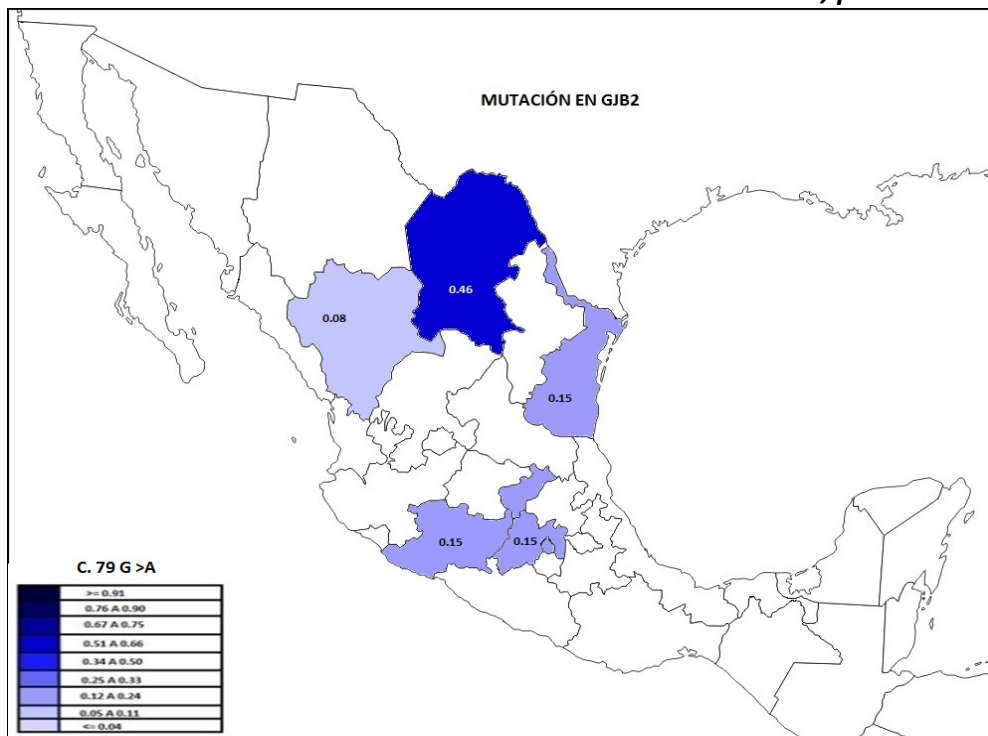 MUTACIÓN EN GJB2
0.46
0.08
0.15
0.15
0.15
C. 79 G >A
>= 0.91
0.76 A 0.90
0.67 A 0.75
0.51 A 0.66
0.34 A 0.50
0.25 A 0.33
0.12 A 0.24
0.05 A 0.11
<= 0.04